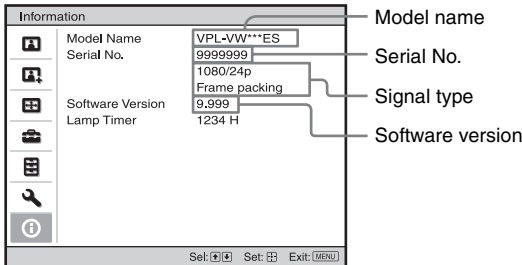 Information
Model Name VPL-VW***ES
Serial No. 9999999
1080/24p
Frame packing
Software Version 9.999
Lamp Timer 1234 H
Sel: Set: Exit: MENU
Model name
Serial No.
Signal type
Software version